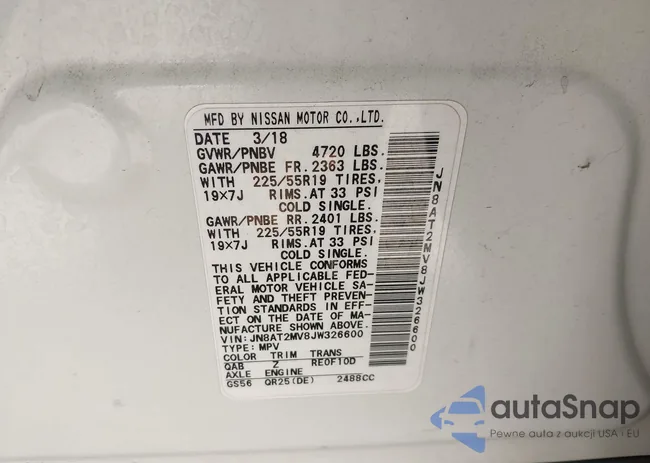 MFD BY NISSAN MOTOR CO.,LTD.
DATE 3/18
GVWR/PNBV 4720 LBS.
GAWR/PNBE FR. 2363 LBS.
WITH 225/55R19 TIRES.
19×7J RIMS.AT 33 PSI
COLD SINGLE.
GAWR/PNBE RR. 2401 LBS.
WITH 225/55R19 TIRES.
19×7J RIMS.AT 33 PSI
COLD SINGLE.
THIS VEHICLE CONFORMS
TO ALL APPLICABLE FED-
ERAL MOTOR VEHICLE SA-
FETY AND THEFT PREVEN-
TION STANDARDS IN EFF-
ECT ON THE DATE OF MA-
NUFACTURE SHOWN ABOVE.
VIN: JN8AT2MV8JW326600
TYPE: MPV
COLOR TRIM TRANS
QAB Z RE0F10D
AXLE ENGINE
GS56 QR25(DE) 2488CC
JN8AT2MV8JW326600
autaSnap
Pewne auta z aukcji USA i EU